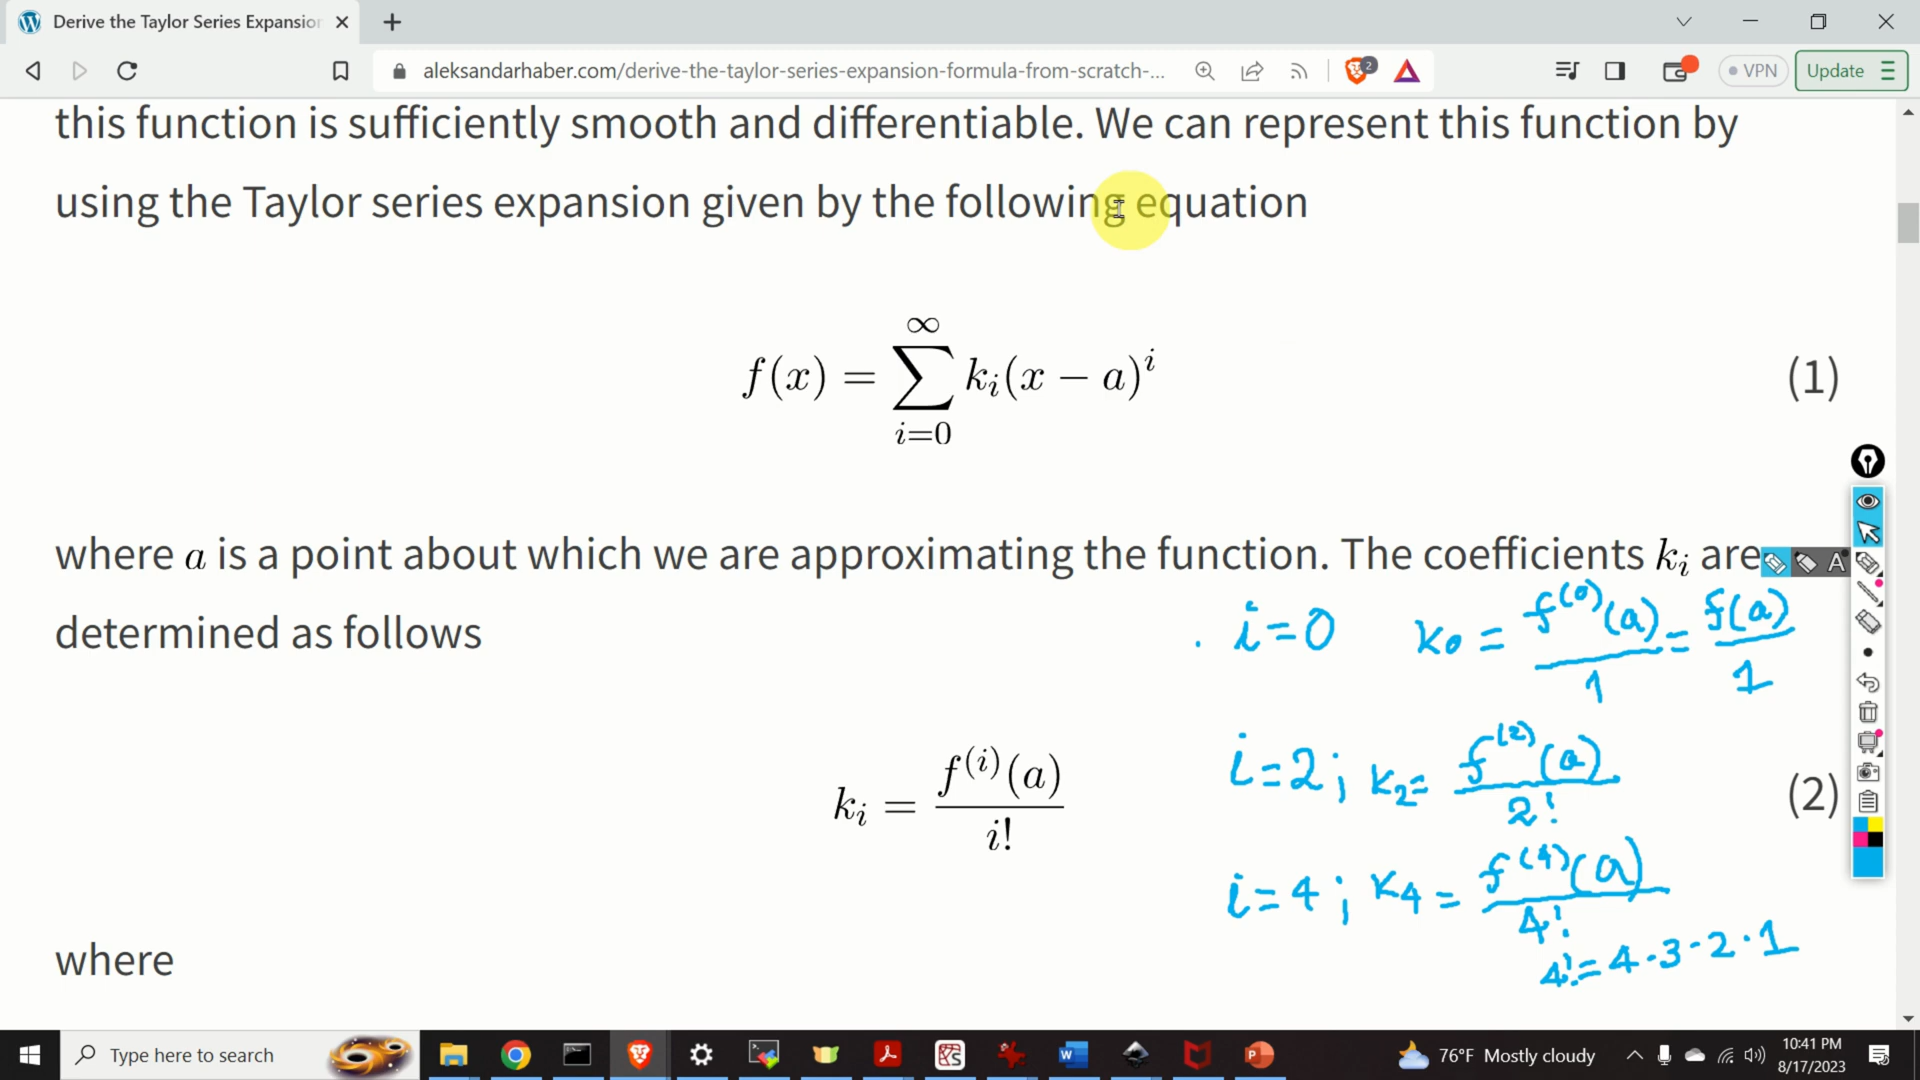 Derive the Taylor Series Expansion
aleksandarhaber.com/derive-the-taylor-series-expansion-formula-from-scratch-...
2
VPN
Update
this function is sufficiently smooth and differentiable. We can represent this function by
using the Taylor series expansion given by the following equation
f(x) = ∑_{i=0}^{∞} k_i(x − a)^i (1)
where a is a point about which we are approximating the function. The coefficients k_i are
determined as follows
A
. i=0 k_0 = f^{(0)}(a)/1 = f(a)/1
i=2; k_2= f^{(2)}(a)/2!
k_i = f^{(i)}(a)/i! (2)
i=4; k_4 = f^{(4)}(a)/4!
4!=4·3·2·1
where
Type here to search
76°F Mostly cloudy
10:41 PM
8/17/2023